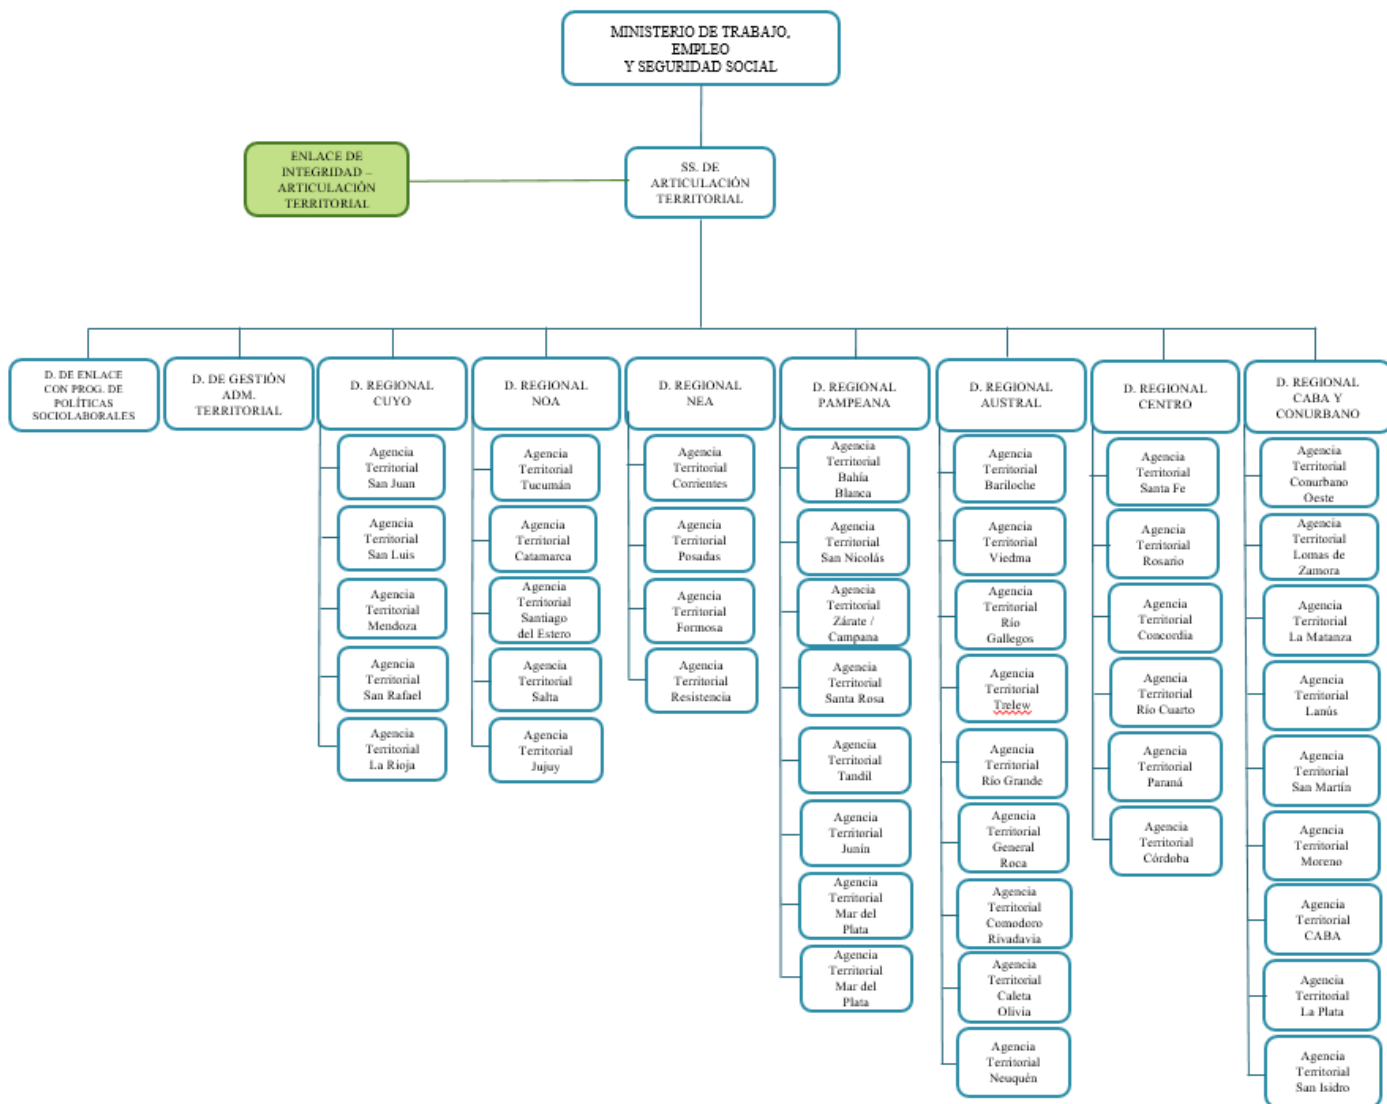 MINISTERIO DE TRABAJO,
EMPLEO
Y SEGURIDAD SOCIAL
ENLACE DE
INTEGRIDAD –
ARTICULACIÓN
TERRITORIAL
SS. DE
ARTICULACIÓN
TERRITORIAL
D. DE ENLACE
CON PROG. DE
POLÍTICAS
SOCIOLABORALES
D. DE GESTIÓN
ADM.
TERRITORIAL
D. REGIONAL
CUYO
Agencia
Territorial
San Juan
Agencia
Territorial
San Luis
Agencia
Territorial
Mendoza
Agencia
Territorial
San Rafael
Agencia
Territorial
La Rioja
D. REGIONAL
NOA
Agencia
Territorial
Tucumán
Agencia
Territorial
Catamarca
Agencia
Territorial
Santiago
del Estero
Agencia
Territorial
Salta
Agencia
Territorial
Jujuy
D. REGIONAL
NEA
Agencia
Territorial
Corrientes
Agencia
Territorial
Posadas
Agencia
Territorial
Formosa
Agencia
Territorial
Resistencia
D. REGIONAL
PAMPEANA
Agencia
Territorial
Bahía
Blanca
Agencia
Territorial
San Nicolás
Agencia
Territorial
Zárate /
Campana
Agencia
Territorial
Santa Rosa
Agencia
Territorial
Tandil
Agencia
Territorial
Junín
Agencia
Territorial
Mar del
Plata
Agencia
Territorial
Mar del
Plata
D. REGIONAL
AUSTRAL
Agencia
Territorial
Bariloche
Agencia
Territorial
Viedma
Agencia
Territorial
Río
Gallegos
Agencia
Territorial
Trelew
Agencia
Territorial
Río Grande
Agencia
Territorial
General
Roca
Agencia
Territorial
Comodoro
Rivadavia
Agencia
Territorial
Caleta
Olivia
Agencia
Territorial
Neuquén
D. REGIONAL
CENTRO
Agencia
Territorial
Santa Fe
Agencia
Territorial
Rosario
Agencia
Territorial
Concordia
Agencia
Territorial
Río Cuarto
Agencia
Territorial
Paraná
Agencia
Territorial
Córdoba
D. REGIONAL
CABA Y
CONURBANO
Agencia
Territorial
Conurbano
Oeste
Agencia
Territorial
Lomas de
Zamora
Agencia
Territorial
La Matanza
Agencia
Territorial
Lanús
Agencia
Territorial
San Martín
Agencia
Territorial
Moreno
Agencia
Territorial
CABA
Agencia
Territorial
La Plata
Agencia
Territorial
San Isidro